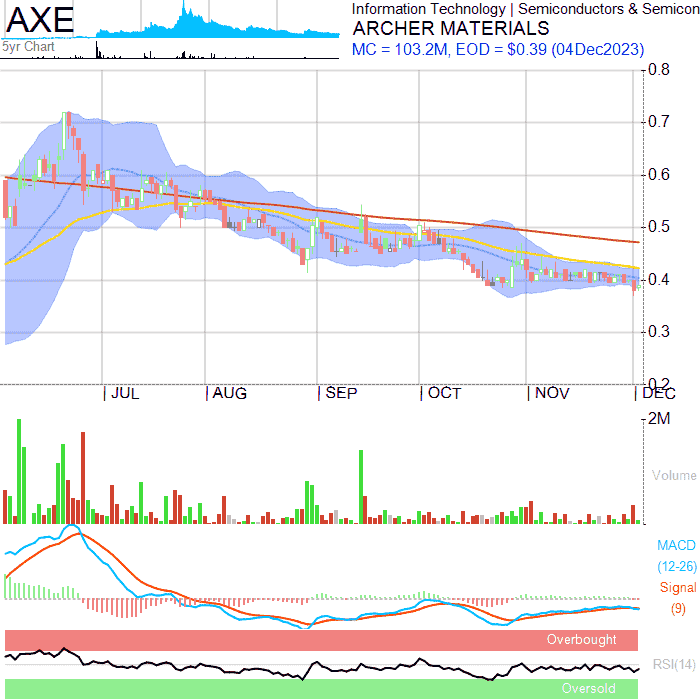 AXE
Information Technology | Semiconductors & Semicon
ARCHER MATERIALS
5yr Chart
MC = 103.2M, EOD = $0.39 (04Dec2023)
0.8
0.7
0.6
0.5
0.4
0.3
0.2
JUL
AUG
SEP
OCT
NOV
DEC
2M
Volume
MACD
(12-26)
Signal
(9)
Overbought
RSI(14)
Oversold